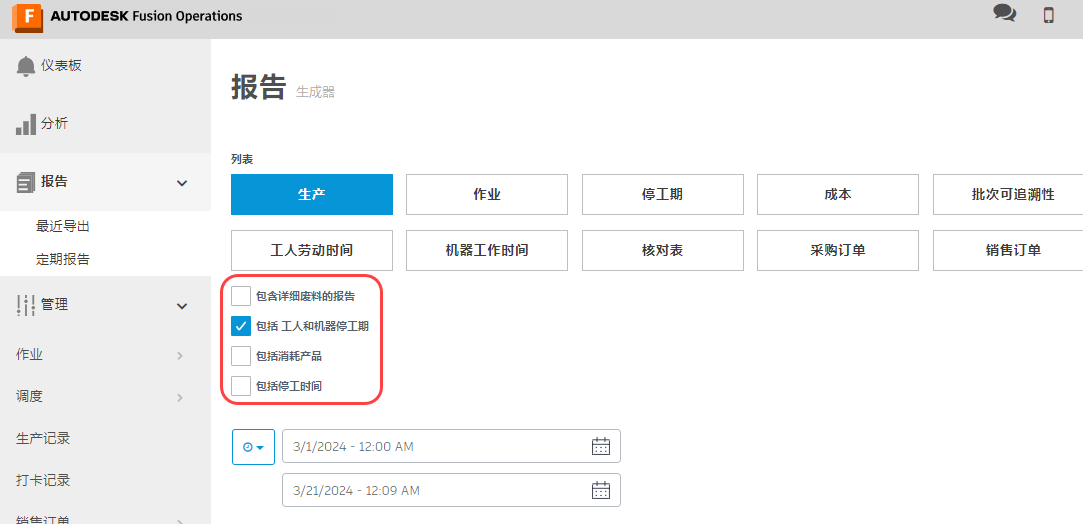 F AUTODESK Fusion Operations
仪表板
分析
报告
最近导出
定期报告
管理
作业
调度
生产记录
打卡记录
销售订单
报告 生成器
列表
生产 作业 停工期 成本 批次可追溯性
工人劳动时间 机器工作时间 核对表 采购订单 销售订单
包含详细废料的报告
包括 工人和机器停工期
包括消耗产品
包括停工时间
3/1/2024 - 12:00 AM
3/21/2024 - 12:09 AM